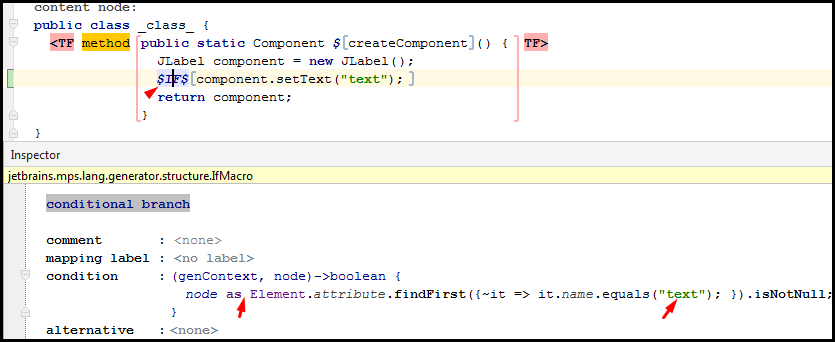 content node:
public class _class_ {
<TF method [public static Component $[createComponent]() { TF>
JLabel component = new JLabel();
$IF$[component.setText("text"); ]
return component;
}
}
Inspector
jetbrains.mps.lang.generator.structure.IfMacro
conditional branch
comment : <none>
mapping label : <no label>
condition : (genContext, node)->boolean {
node as Element.attribute.findFirst({~it => it.name.equals("text"); }).isNotNull;
}
alternative : <none>